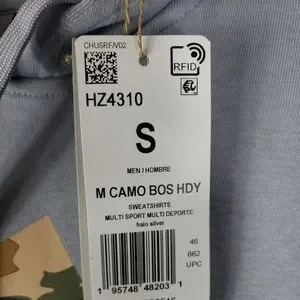 CHUSRF/V02
RFID
HZ4310
S
MEN / HOMBRE
M CAMO BOS HDY
SWEATSHIRTS
MULTI SPORT MULTI DEPORTE
halo silver
46
662
UPC
1 95748 48203 1